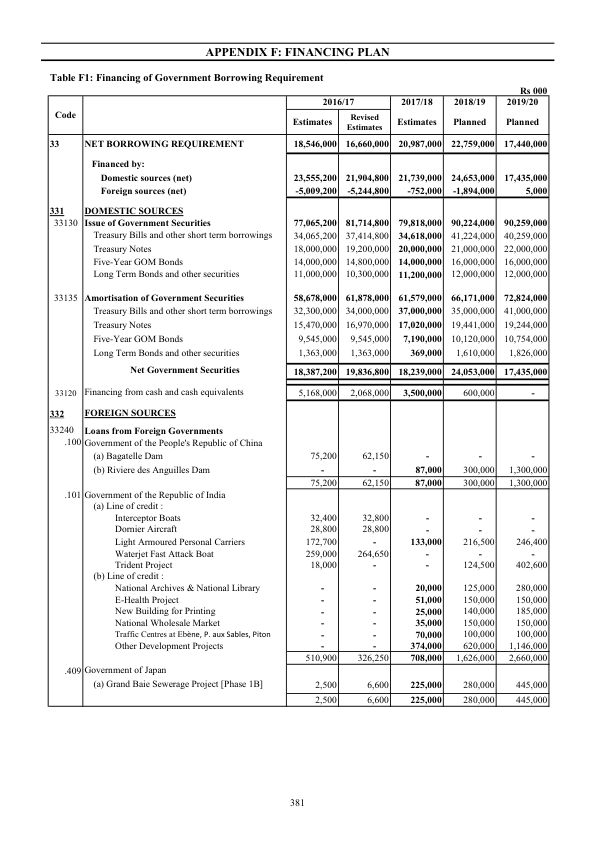 APPENDIX F: FINANCING PLAN
Table F1: Financing of Government Borrowing Requirement
Rs 000
Code 2016/17 2017/18 2018/19 2019/20
Estimates Revised Estimates Estimates Planned Planned
33 NET BORROWING REQUIREMENT 18,546,000 16,660,000 20,987,000 22,759,000 17,440,000
Financed by:
Domestic sources (net) 23,555,200 21,904,800 21,739,000 24,653,000 17,435,000
Foreign sources (net) -5,009,200 -5,244,800 -752,000 -1,894,000 5,000
331 DOMESTIC SOURCES
33130 Issue of Government Securities 77,065,200 81,714,800 79,818,000 90,224,000 90,259,000
Treasury Bills and other short term borrowings 34,065,200 37,414,800 34,618,000 41,224,000 40,259,000
Treasury Notes 18,000,000 19,200,000 20,000,000 21,000,000 22,000,000
Five-Year GOM Bonds 14,000,000 14,800,000 14,000,000 16,000,000 16,000,000
Long Term Bonds and other securities 11,000,000 10,300,000 11,200,000 12,000,000 12,000,000
33135 Amortisation of Government Securities 58,678,000 61,878,000 61,579,000 66,171,000 72,824,000
Treasury Bills and other short term borrowings 32,300,000 34,000,000 37,000,000 35,000,000 41,000,000
Treasury Notes 15,470,000 16,970,000 17,020,000 19,441,000 19,244,000
Five-Year GOM Bonds 9,545,000 9,545,000 7,190,000 10,120,000 10,754,000
Long Term Bonds and other securities 1,363,000 1,363,000 369,000 1,610,000 1,826,000
Net Government Securities 18,387,200 19,836,800 18,239,000 24,053,000 17,435,000
33120 Financing from cash and cash equivalents 5,168,000 2,068,000 3,500,000 600,000 -
332 FOREIGN SOURCES
33240 Loans from Foreign Governments
.100 Government of the People's Republic of China
(a) Bagatelle Dam 75,200 62,150 - - -
(b) Riviere des Anguilles Dam - - 87,000 300,000 1,300,000
75,200 62,150 87,000 300,000 1,300,000
.101 Government of the Republic of India
(a) Line of credit :
Interceptor Boats 32,400 32,800 - - -
Dornier Aircraft 28,800 28,800 - - -
Light Armoured Personal Carriers 172,700 - 133,000 216,500 246,400
Waterjet Fast Attack Boat 259,000 264,650 - - -
Trident Project 18,000 - - 124,500 402,600
(b) Line of credit :
National Archives & National Library - - 20,000 125,000 280,000
E-Health Project - - 51,000 150,000 150,000
New Building for Printing - - 25,000 140,000 185,000
National Wholesale Market - - 35,000 150,000 150,000
Traffic Centres at Ebène, P. aux Sables, Piton - - 70,000 100,000 100,000
Other Development Projects - - 374,000 620,000 1,146,000
510,900 326,250 708,000 1,626,000 2,660,000
.409 Government of Japan
(a) Grand Baie Sewerage Project [Phase 1B] 2,500 6,600 225,000 280,000 445,000
2,500 6,600 225,000 280,000 445,000
381